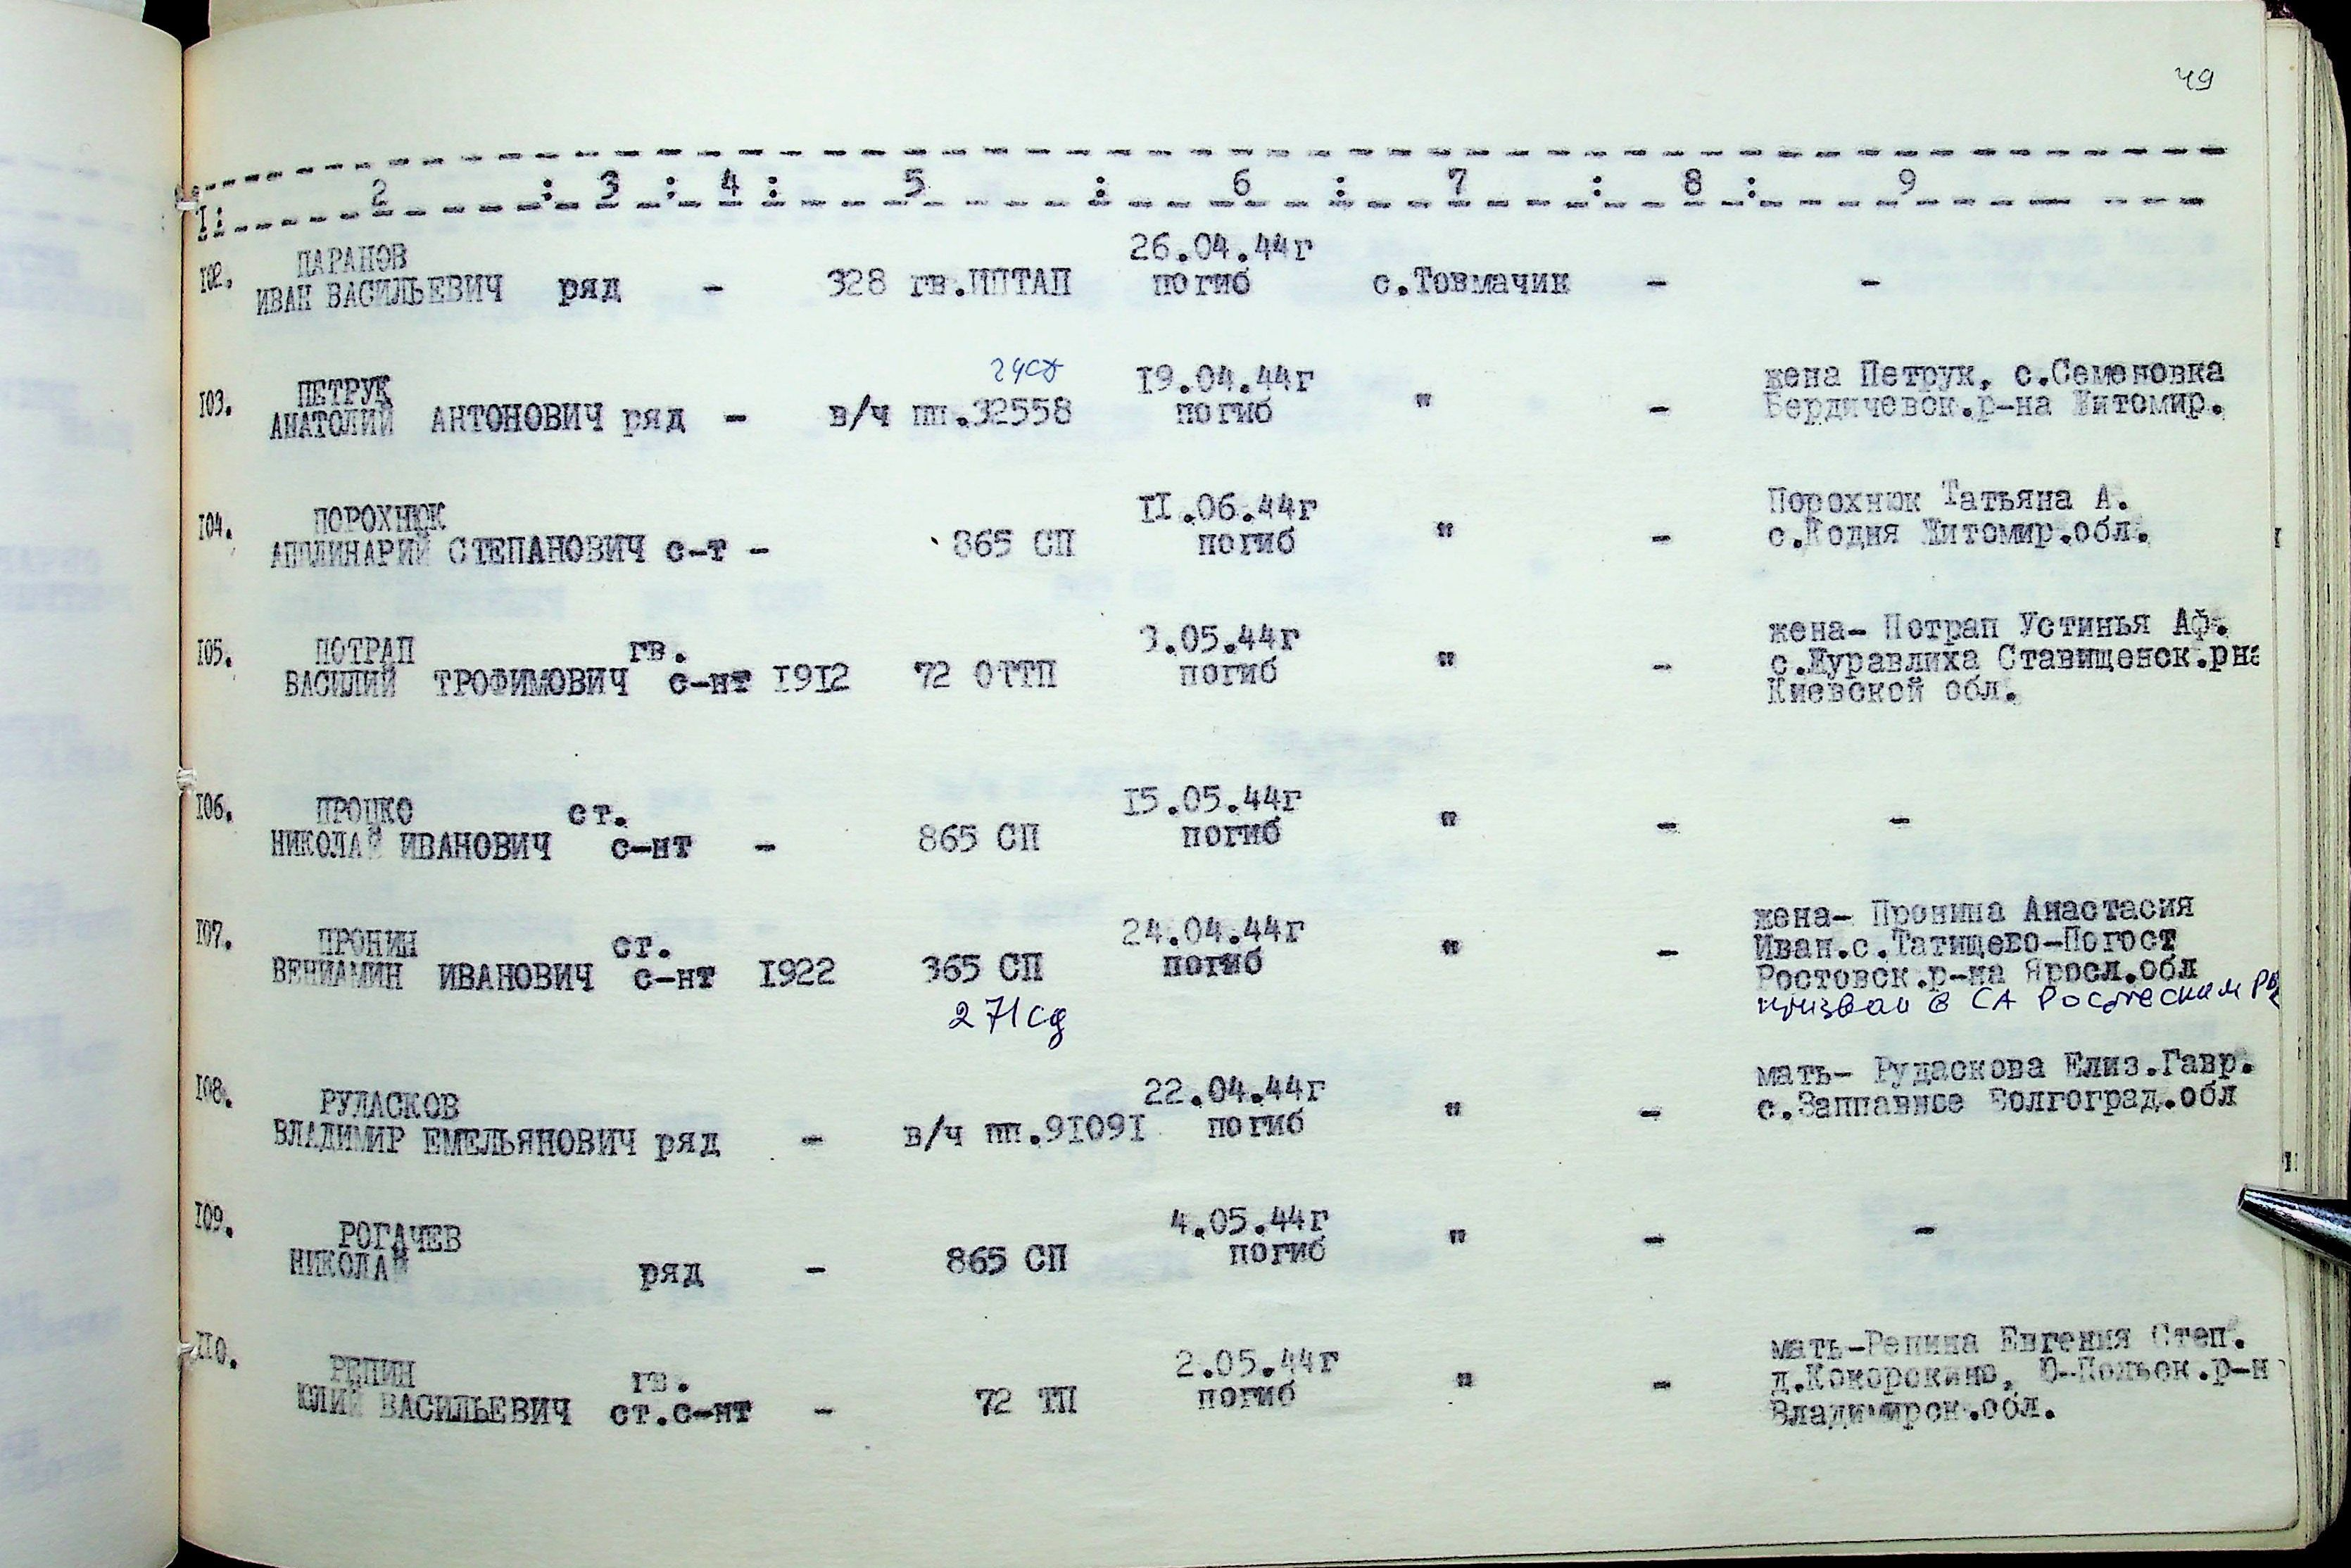 49
I: 2 : 3 : 4 : 5 : 6 : 7 : 8 : 9
102. ПАРАНОВ 26.04.44г
ИВАН ВАСИЛЬЕВИЧ ряд - 328 гв.ИПТАП погиб с.Товмачик - -
24сд
103. ПЕТРУК 19.04.44г жена Петрук, с.Семеновка
АНАТОЛИЙ АНТОНОВИЧ ряд - в/ч пп.32558 погиб " - Бердичевск.р-на Житомир.
104. ПОРОХНЮК 11.06.44г Порохнюк Татьяна А.
АПОЛИНАРИЙ СТЕПАНОВИЧ с-т - 865 СП погиб " - с.Кодня Житомир.обл.
105. ПОТРАП гв. 3.05.44г жена- Потрап Устинья Аф.
ВАСИЛИЙ ТРОФИМОВИЧ с-нт 1912 72 ОТТП погиб " - с.Журавлиха Ставищенск.рна
Киевской обл.
106. ПРОЦКО ст. 15.05.44г
НИКОЛАЙ ИВАНОВИЧ с-нт - 865 СП погиб " - -
107. ПРОНИН ст. 24.04.44г жена- Пронина Анастасия
ВЕНИАМИН ИВАНОВИЧ с-нт 1922 865 СП погиб " - Иван.с.Татищево-Погост
Ростовск.р-на Яросл.обл
271сд призван в СА Ростовским РВ
108. РУДАСКОВ 22.04.44г мать- Рудаскова Елиз.Гавр.
ВЛАДИМИР ЕМЕЛЬЯНОВИЧ ряд - в/ч пп.91091 погиб " - с.Заплавное Волгоград.обл
109. РОГАЧЕВ 4.05.44г
НИКОЛАЙ ряд - 865 СП погиб " - -
110. РЕПИН гв. 2.05.44г мать-Репина Евгения Степ.
ЮЛИЙ ВАСИЛЬЕВИЧ ст.с-нт - 72 ТП погиб " - д.Кокорекино, Ю-Польск.р-н
Владимирск.обл.